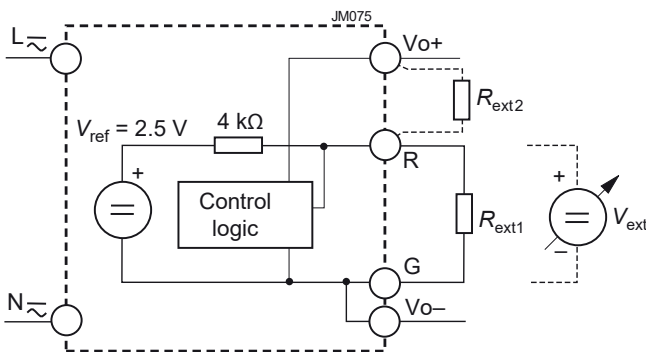 JM075
L
Vo+
Rext2
Vref = 2.5 V
4 kΩ
R
+
+
Control
logic
Rext1
Vext
–
G
N
Vo–